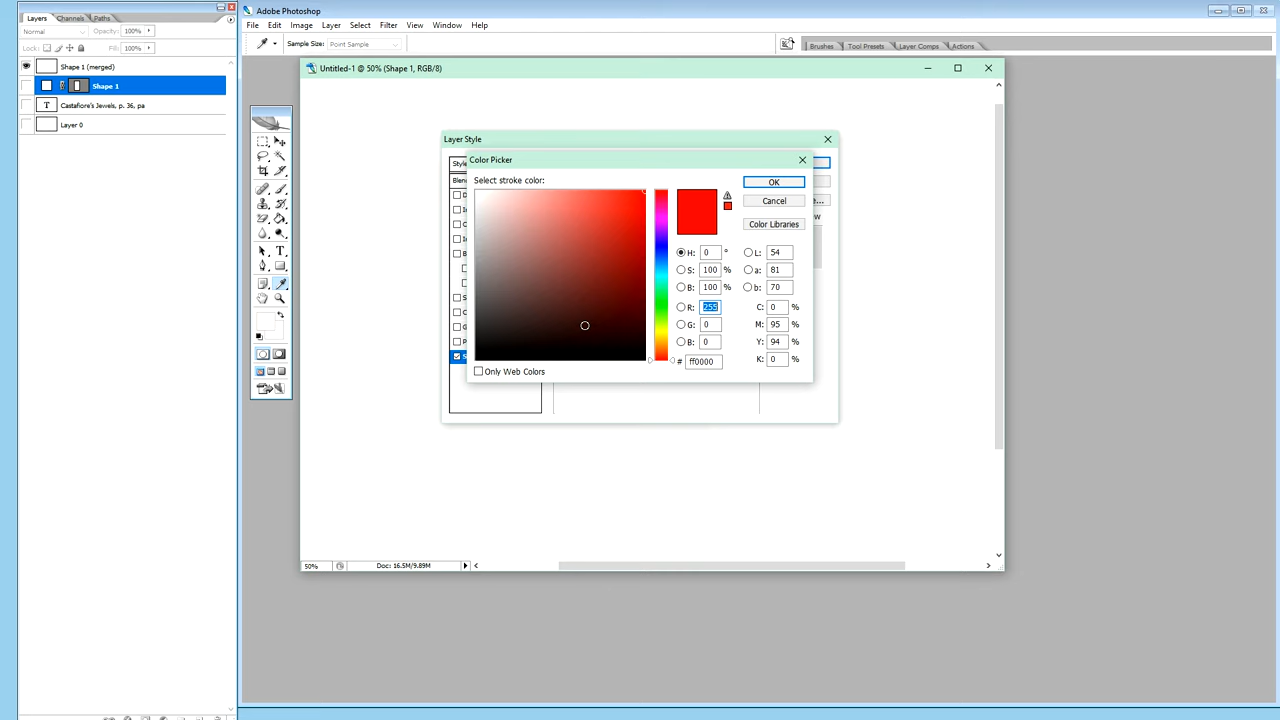 Layers Channels Paths
Normal Opacity: 100%
Lock: Fill: 100%
Shape 1 (merged)
Shape 1
T Castafiore's Jewels, p. 36, pa
Layer 0
Adobe Photoshop
File Edit Image Layer Select Filter View Window Help
Sample Size: Point Sample
Brushes Tool Presets Layer Comps Actions
Untitled-1 @ 50% (Shape 1, RGB/8)
Layer Style
Color Picker
Select stroke color:
OK
Cancel
Color Libraries
H: 0 °
S: 100 %
B: 100 %
R: 255
G: 0
B: 0
# ff0000
L: 54
a: 81
b: 70
C: 0 %
M: 95 %
Y: 94 %
K: 0 %
Only Web Colors
50% Doc: 16.5M/9.89M